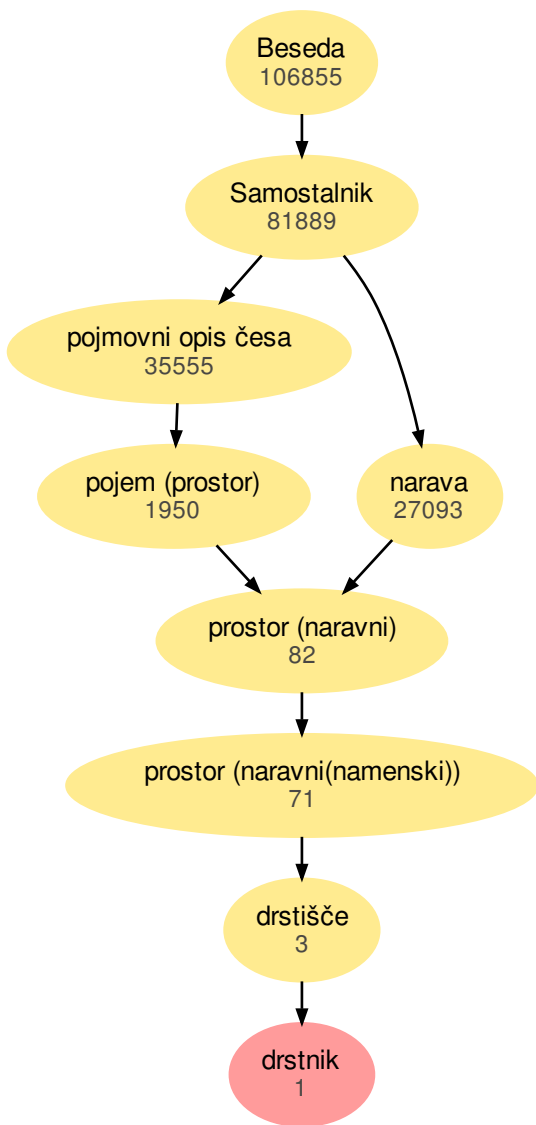 Beseda
106855
Samostalnik
81889
pojmovni opis česa
35555
pojem (prostor)
1950
narava
27093
prostor (naravni)
82
prostor (naravni(namenski))
71
drstišče
3
drstnik
1